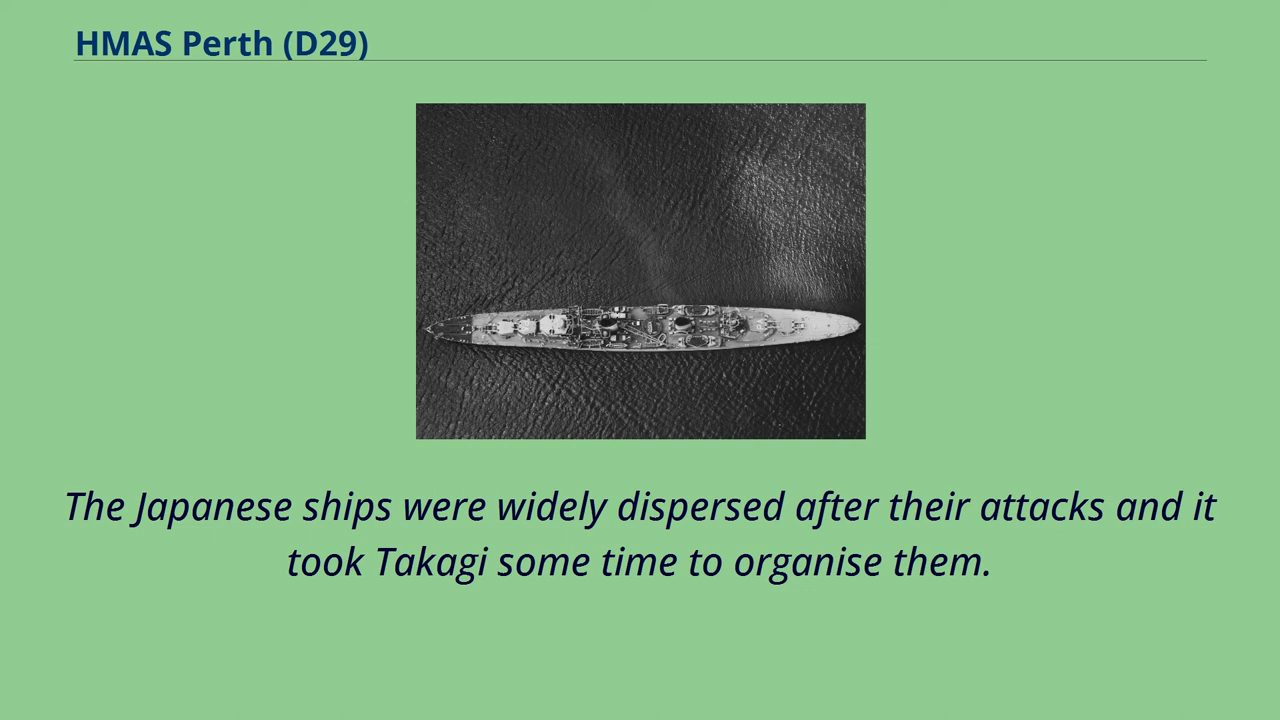 HMAS Perth (D29)
The Japanese ships were widely dispersed after their attacks and it
took Takagi some time to organise them.